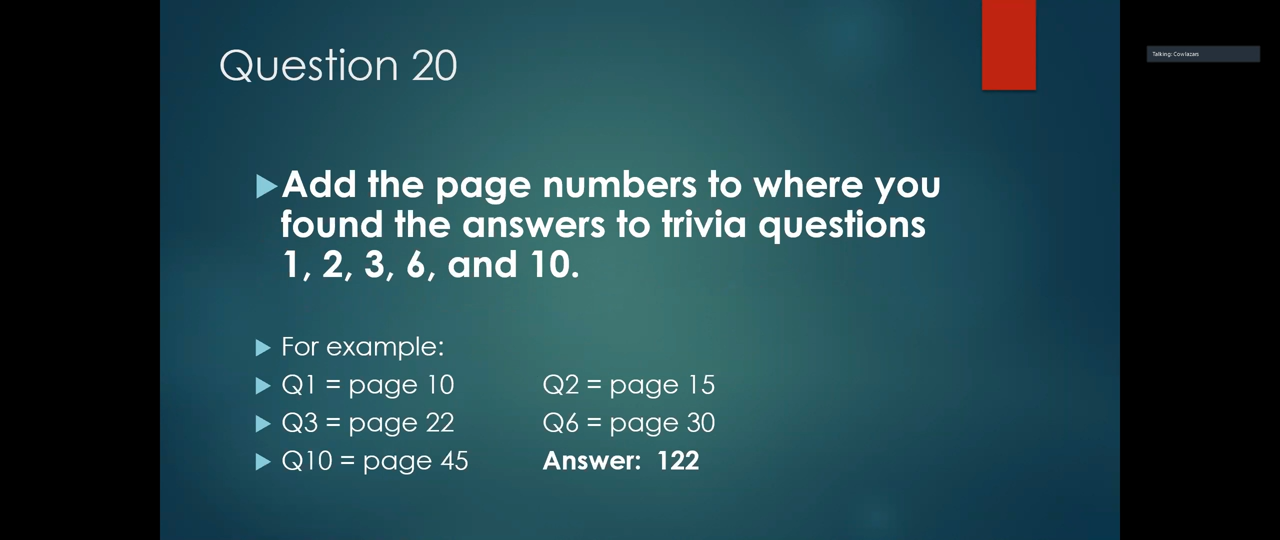 Question 20
Talking: Cowlazars
Add the page numbers to where you
found the answers to trivia questions
1, 2, 3, 6, and 10.
For example:
Q1 = page 10 Q2 = page 15
Q3 = page 22 Q6 = page 30
Q10 = page 45 Answer: 122